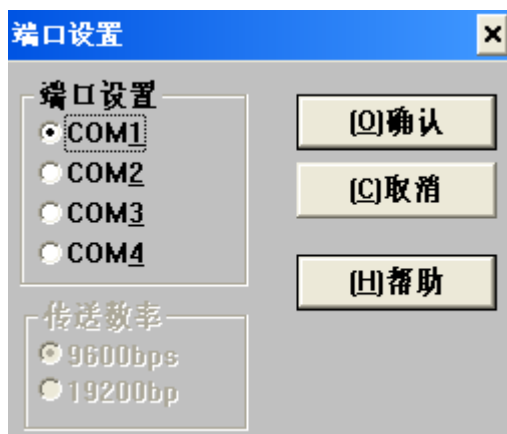 端口设置
端口设置
COM1
COM2
COM3
COM4
(O)确认
(C)取消
(H)帮助
传送数率
9600bps
19200bp